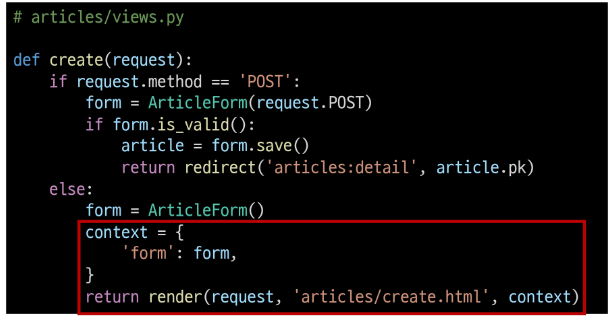 # articles/views.py
def create(request):
    if request.method == 'POST':
        form = ArticleForm(request.POST)
        if form.is_valid():
            article = form.save()
            return redirect('articles:detail', article.pk)
    else:
        form = ArticleForm()
        context = {
            'form': form,
        }
        return render(request, 'articles/create.html', context)